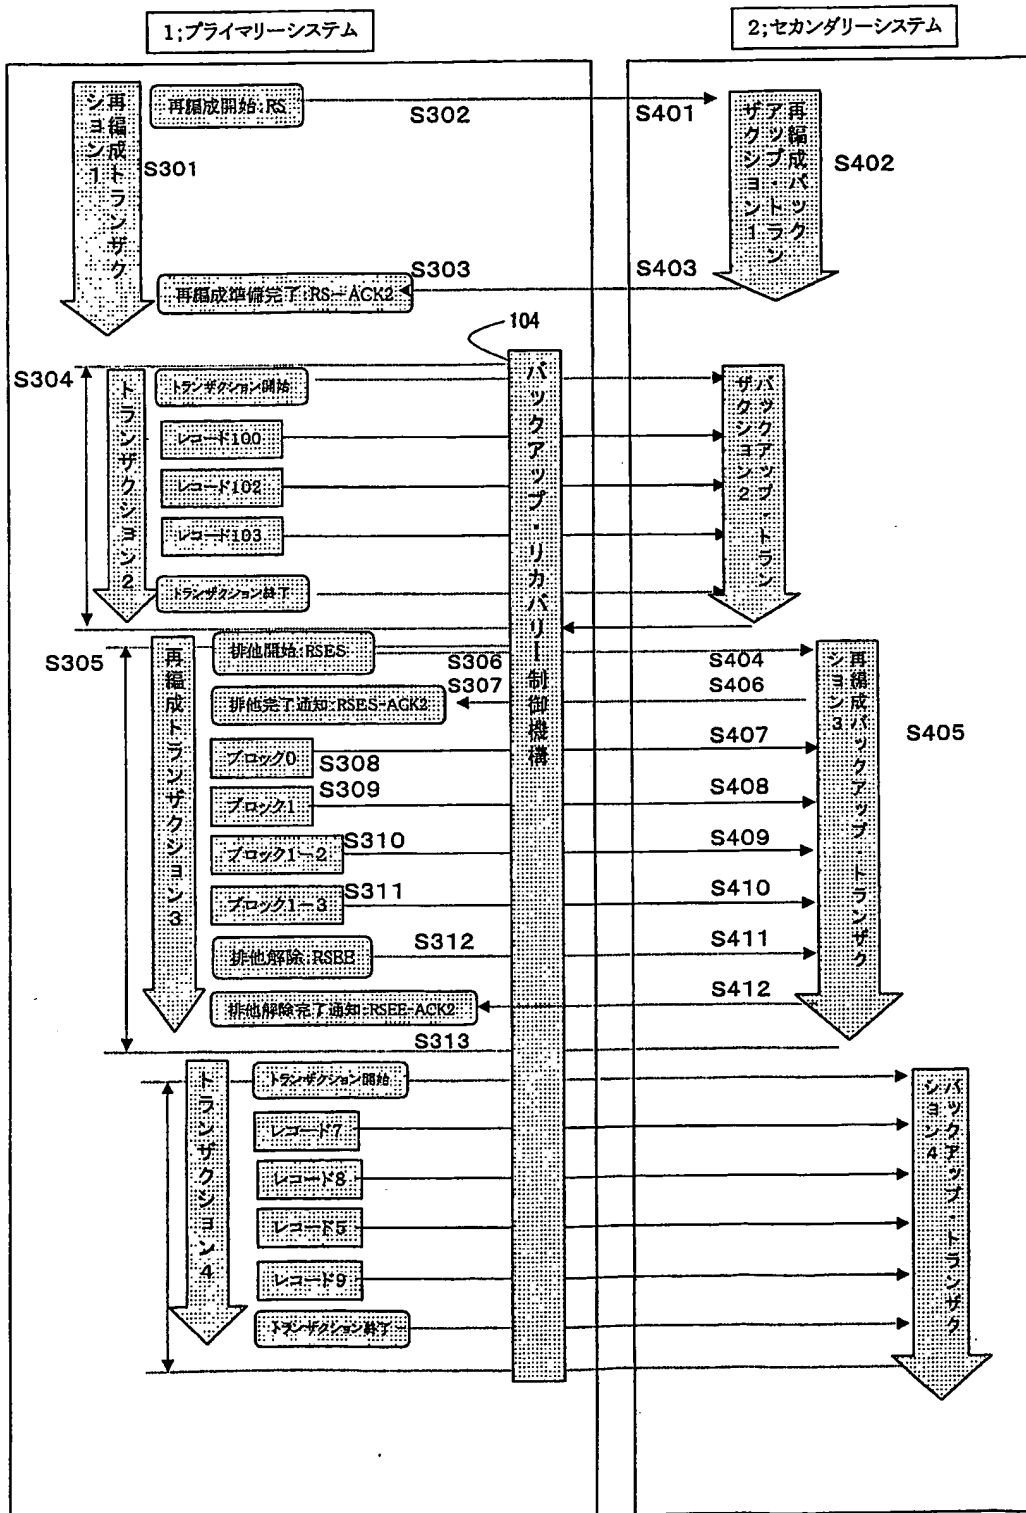 1;プライマリーシステム
2;セカンダリーシステム
再編成トランザク
ション1
再編成開始:RS
S302
S401
S301
再編成バック
アップ・トラン
ザクション1
S402
S303
S403
再編成準備完了:RS-ACK2
104
S304
トランザクション2
トランザクション開始
レコード100
レコード102
レコード103
トランザクション終了
バックアップ・リカバリー制御機構
バックアップ・トラン
ザクション2
S305
再編成トランザクション3
排他開始:RSES
S306
S404
S307
S406
排他完了通知:RSES-ACK2
再編成バックアップ・トランザク
ション3
S405
ブロック0
S308
S407
S309
ブロック1
S408
S310
ブロック1-2
S409
S311
ブロック1-3
S410
排他解除:RSEE
S312
S411
排他解除完了通知:RSEE-ACK2
S412
S313
トランザクション4
トランザクション開始
レコード7
レコード8
レコード5
レコード9
トランザクション終了
バックアップ・トランザク
ション4